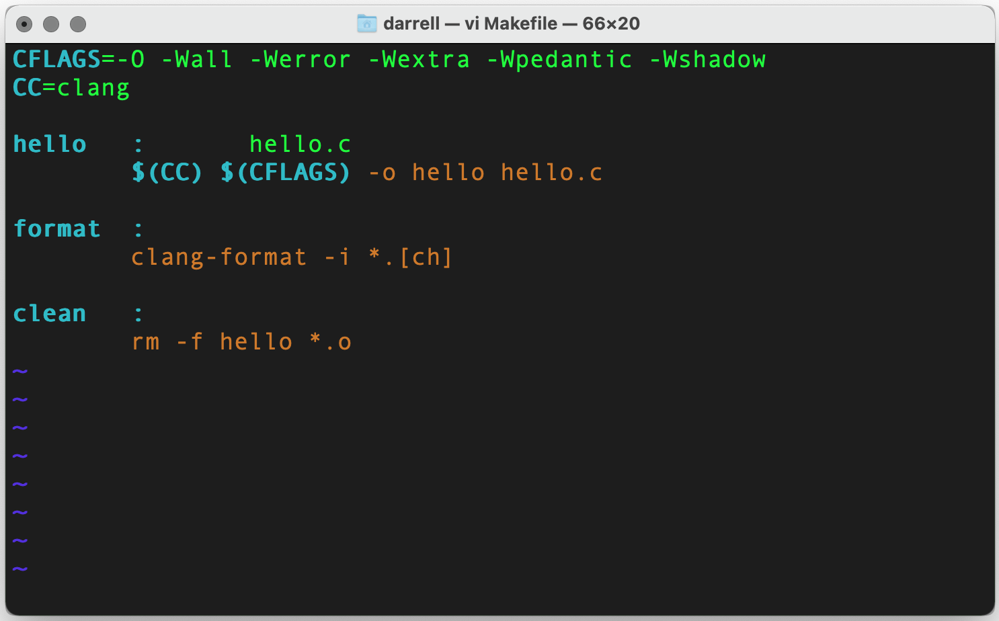 darrell — vi Makefile — 66×20
CFLAGS=-O -Wall -Werror -Wextra -Wpedantic -Wshadow
CC=clang
hello   :       hello.c
        $(CC) $(CFLAGS) -o hello hello.c
format  :
        clang-format -i *.[ch]
clean   :
        rm -f hello *.o
~
~
~
~
~
~
~
~